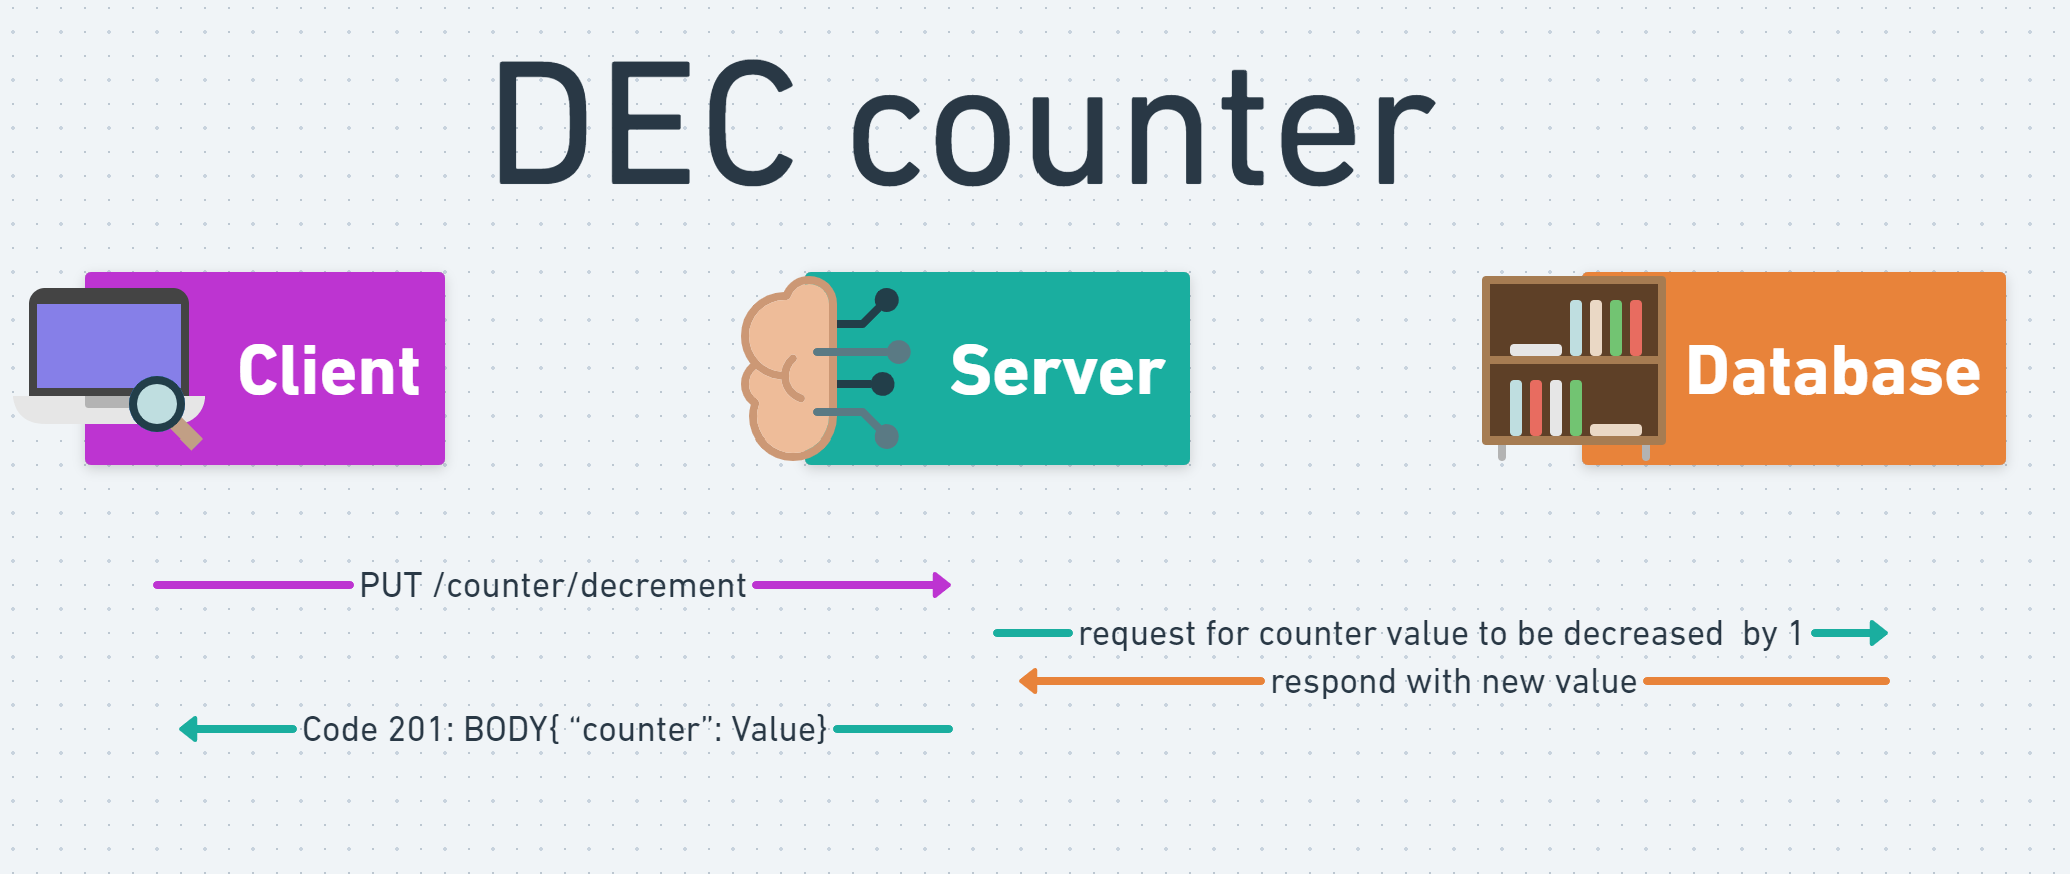 DEC counter
Client
Server
Database
PUT /counter/decrement
request for counter value to be decreased  by 1
respond with new value
Code 201: BODY{ “counter”: Value}